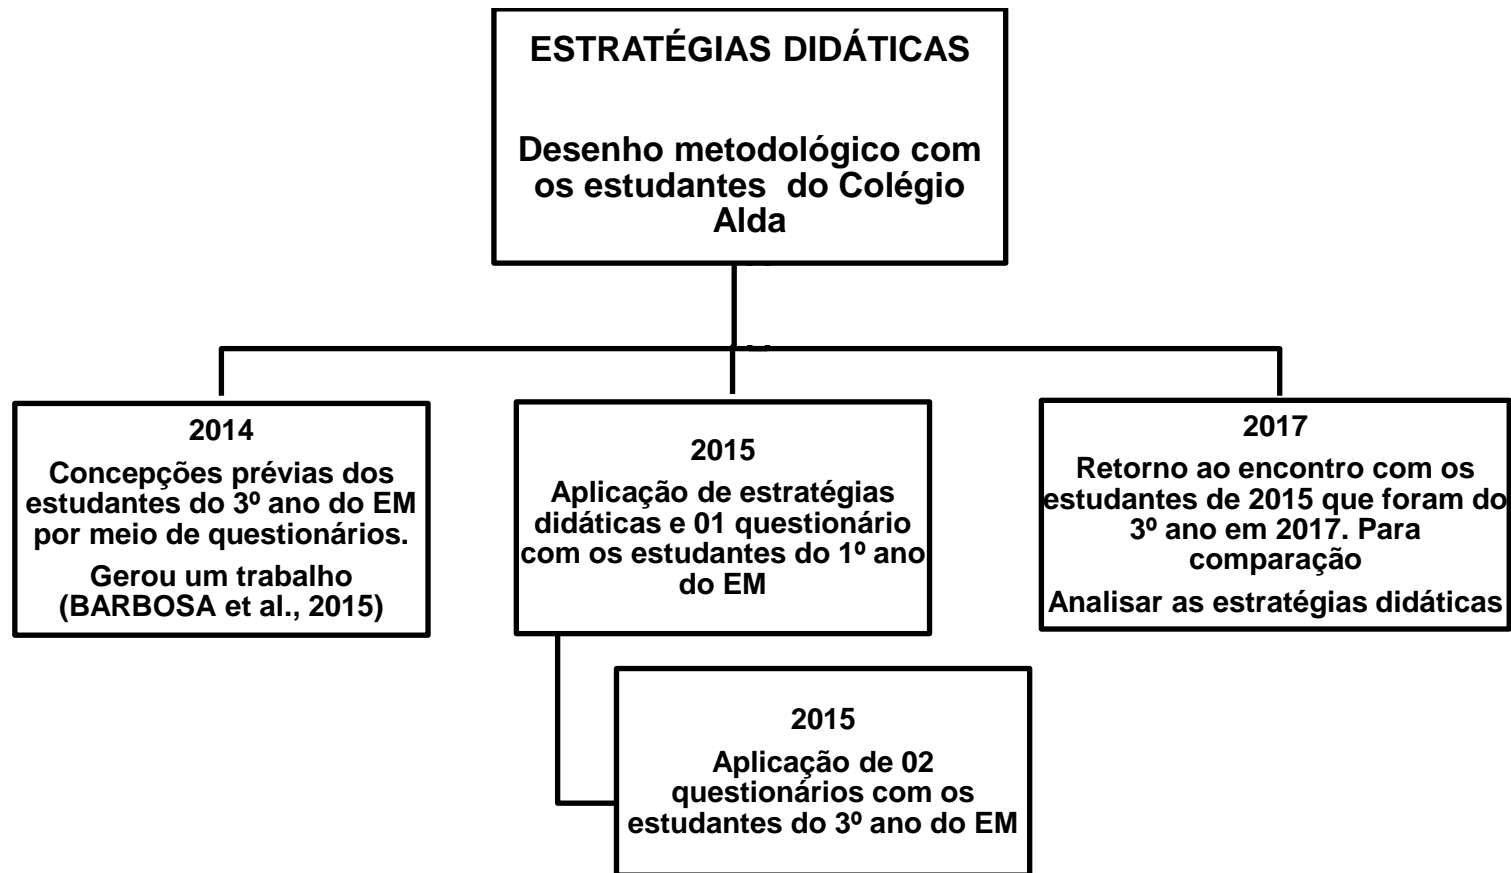 ESTRATÉGIAS DIDÁTICAS
Desenho metodológico com
os estudantes do Colégio
Alda
2014
Concepções prévias dos
estudantes do 3º ano do EM
por meio de questionários.
Gerou um trabalho
(BARBOSA et al., 2015)
2015
Aplicação de estratégias
didáticas e 01 questionário
com os estudantes do 1º ano
do EM
2017
Retorno ao encontro com os
estudantes de 2015 que foram do
3º ano em 2017. Para
comparação
Analisar as estratégias didáticas
2015
Aplicação de 02
questionários com os
estudantes do 3º ano do EM